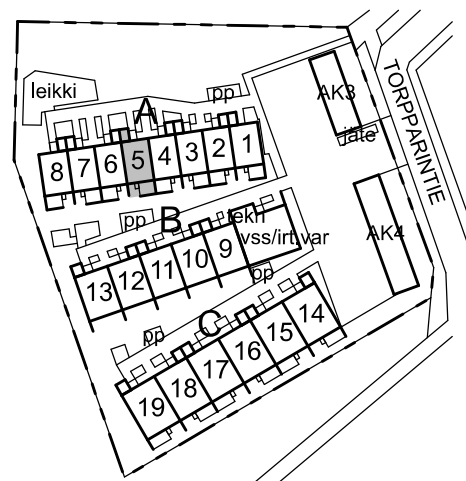 leikki
pp
AK3
TORPPARINTIE
A
jäte
8 7 6 5 4 3 2 1
pp
B
tekn
vss/irt.var
AK4
13 12 11 10 9
pp
pp
C
19 18 17 16 15 14